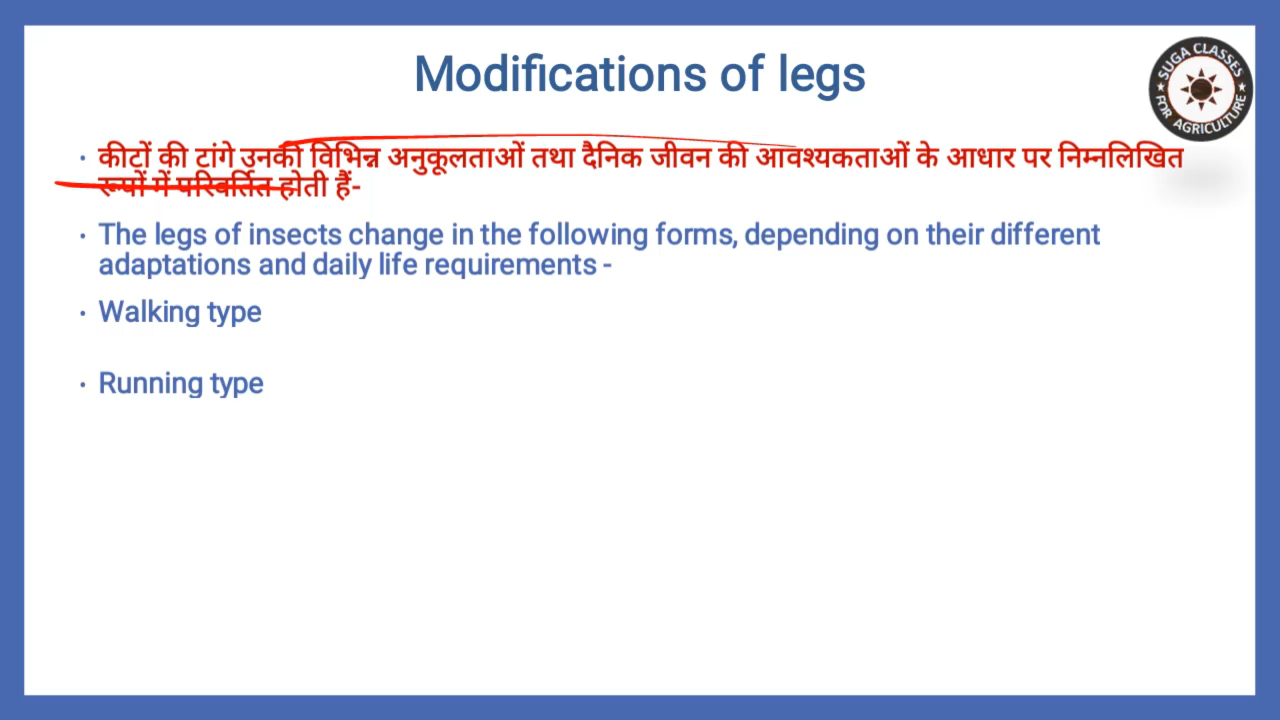 Modifications of legs
SUGA CLASSES
FOR AGRICULTURE
• कीटों की टांगे उनकी विभिन्न अनुकूलताओं तथा दैनिक जीवन की आवश्यकताओं के आधार पर निम्नलिखित
रूपों में परिवर्तित होती हैं-
• The legs of insects change in the following forms, depending on their different
adaptations and daily life requirements -
• Walking type
• Running type